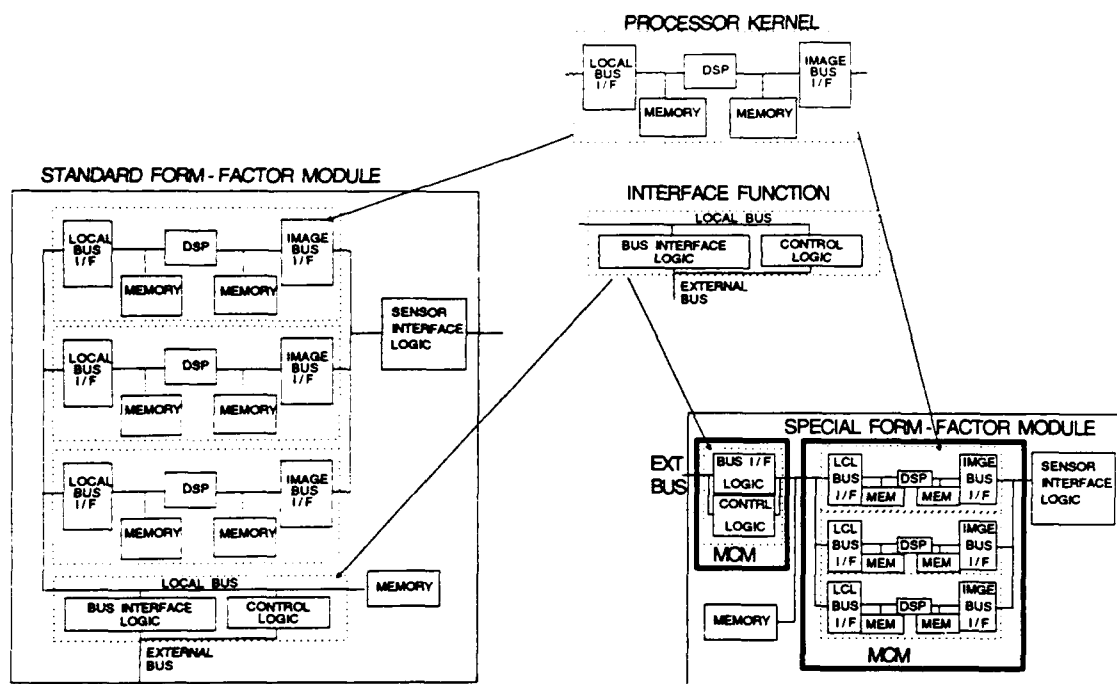 PROCESSOR KERNEL
LOCAL
BUS
I/F
DSP
IMAGE
BUS
I/F
MEMORY
MEMORY
STANDARD FORM-FACTOR MODULE
LOCAL
BUS
I/F
DSP
IMAGE
BUS
I/F
MEMORY
MEMORY
LOCAL
BUS
I/F
DSP
IMAGE
BUS
I/F
MEMORY
MEMORY
LOCAL
BUS
I/F
DSP
IMAGE
BUS
I/F
MEMORY
MEMORY
SENSOR
INTERFACE
LOGIC
LOCAL BUS
MEMORY
BUS INTERFACE
LOGIC
CONTROL
LOGIC
EXTERNAL
BUS
INTERFACE FUNCTION
LOCAL BUS
BUS INTERFACE
LOGIC
CONTROL
LOGIC
EXTERNAL
BUS
SPECIAL FORM-FACTOR MODULE
EXT
BUS
BUS I/F
LOGIC
CONTRL
LOGIC
MCM
MEMORY
LCL
BUS
I/F
DSP
MEM
MEM
IMGE
BUS
I/F
LCL
BUS
I/F
DSP
MEM
MEM
IMGE
BUS
I/F
LCL
BUS
I/F
DSP
MEM
MEM
IMGE
BUS
I/F
MCM
SENSOR
INTERFACE
LOGIC